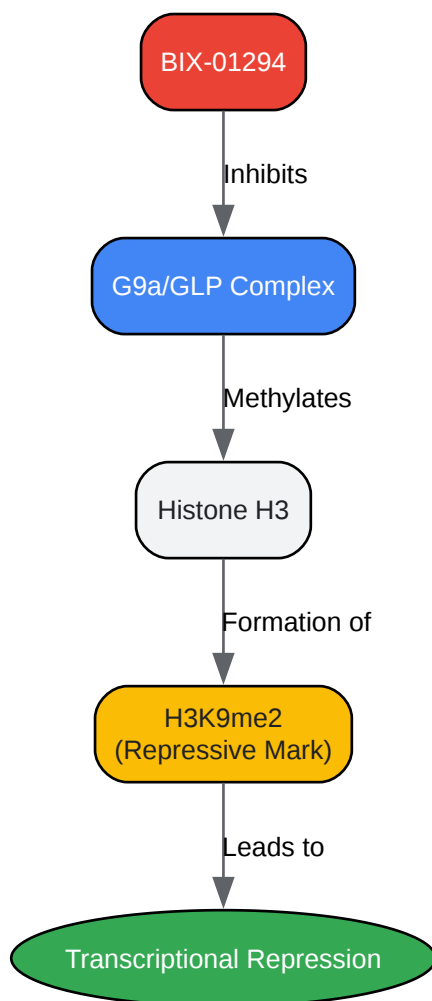 BIX-01294
Inhibits
G9a/GLP Complex
Methylates
Histone H3
Formation of
H3K9me2
(Repressive Mark)
Leads to
Transcriptional Repression